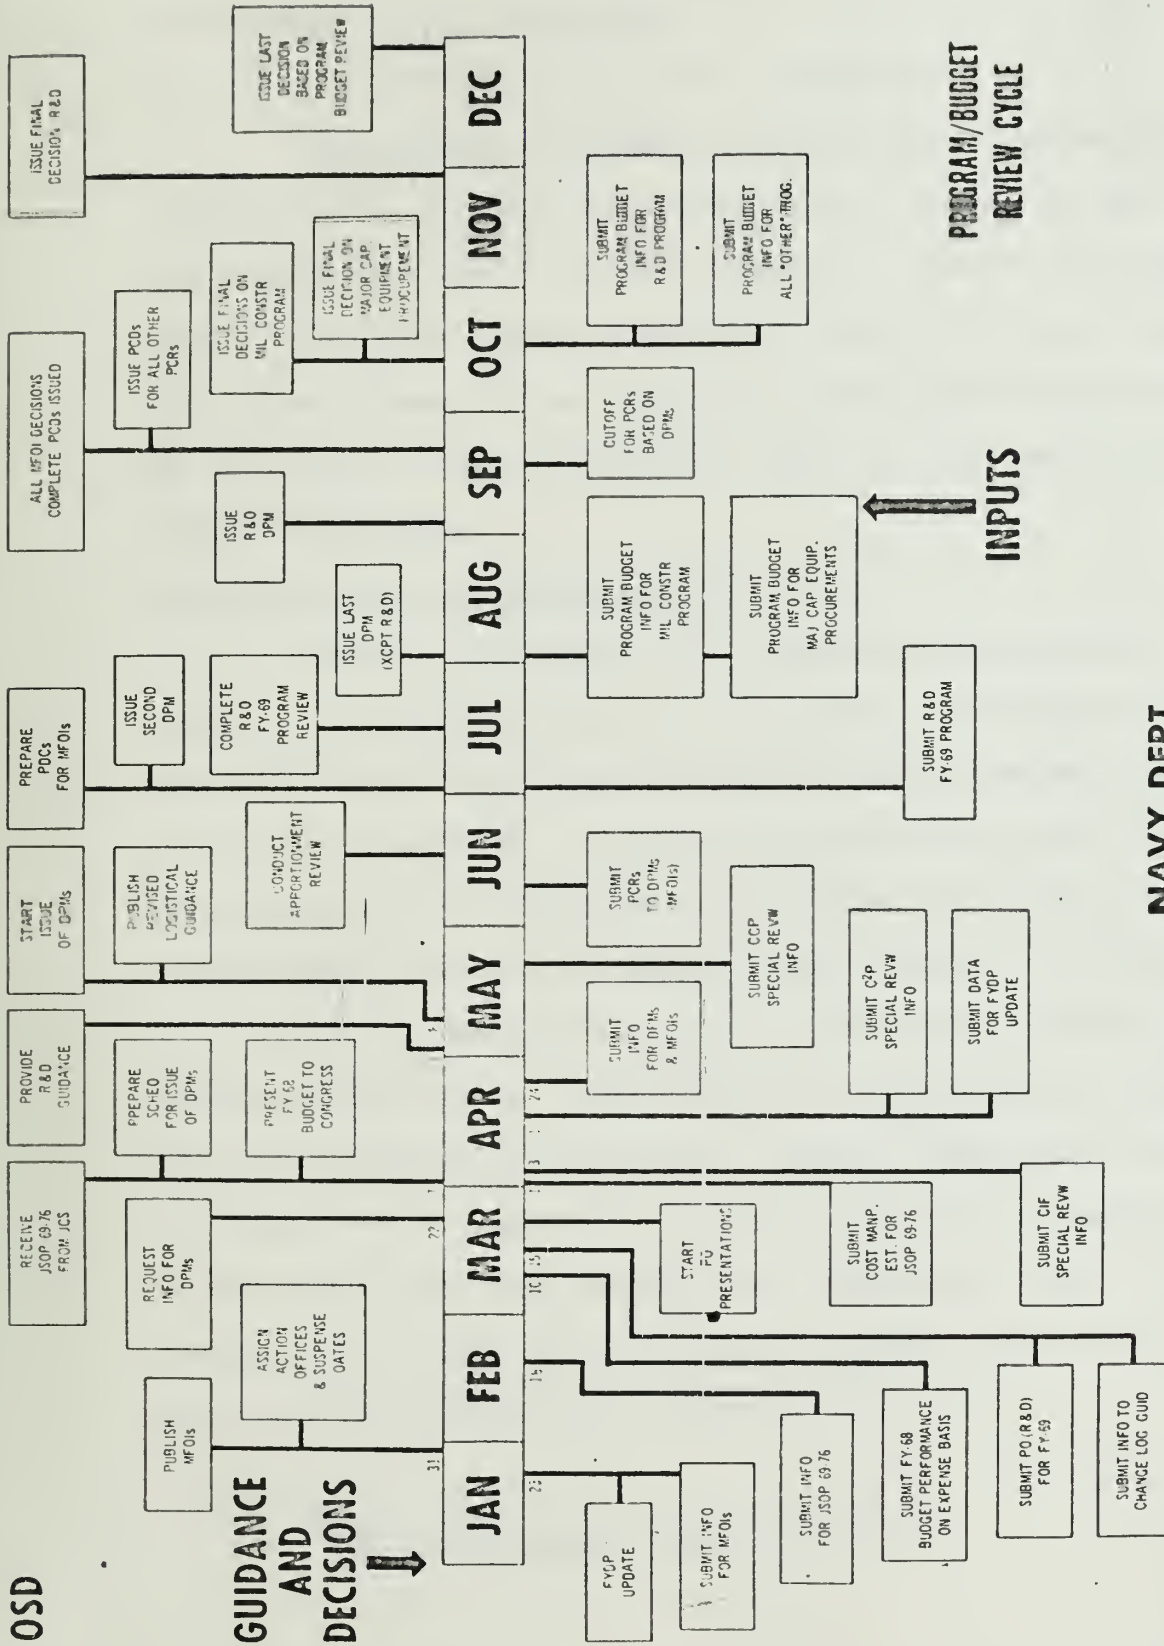 OSD
GUIDANCE
AND
DECISIONS
PUBLISH
MFOIs
ASSIGN
ACTION
OFFICES
& SUSPENSE
DATES
REQUEST
INFO FOR
DPMs
RECEIVE
JSOP 69-76
FROM JCS
PREPARE
SCHED
FOR ISSUE
OF DPMs
PRESENT
FY 68
BUDGET TO
CONGRESS
PROVIDE
R&D
GUIDANCE
START
ISSUE
OF DPMs
PUBLISH
REVISED
LOGISTICAL
GUIDANCE
CONDUCT
APPORTIONMENT
REVIEW
PREPARE
PDCs
FOR MFOIs
ISSUE
SECOND
DPM
COMPLETE
R&D
FY-69
PROGRAM
REVIEW
ISSUE LAST
DPM
(XCPT R&D)
ISSUE
R&D
DPM
ALL MFOI DECISIONS
COMPLETE PCDs ISSUED
ISSUE PCDs
FOR ALL OTHER
PCRs
ISSUE FINAL
DECISIONS ON
MIL CONSTR
PROGRAM
ISSUE FINAL
DECISION ON
MAJOR CAP.
EQUIPMENT
PROCUREMENT
ISSUE FINAL
DECISION R&D
ISSUE LAST
DECISION
BASED ON
PROGRAM
BUDGET REVIEW
31
22
JAN FEB MAR APR MAY JUN JUL AUG SEP OCT NOV DEC
10
3
24
FYDP
UPDATE
SUBMIT INFO
FOR MFOIs
SUBMIT INFO
FOR JSOP 69-76
SUBMIT FY-68
BUDGET PERFORMANCE
ON EXPENSE BASIS
SUBMIT PO (R&D)
FOR FY-69
SUBMIT INFO TO
CHANGE LOG GUID
START
PO
PRESENTATIONS
SUBMIT
COST MANP.
EST. FOR
JSOP 69-76
SUBMIT CIF
SPECIAL REVW
INFO
SUBMIT C²P
SPECIAL REVW
INFO
SUBMIT DATA
FOR FYDP
UPDATE
SUBMIT
INFO
FOR DPMs
& MFOIs
SUBMIT CCP
SPECIAL REVW
INFO
SUBMIT
PCRs
TO DPMs
(MFOIs)
SUBMIT R&D
FY-69 PROGRAM
SUBMIT
PROGRAM BUDGET
INFO FOR
MIL CONSTR
PROGRAM
SUBMIT
PROGRAM BUDGET
INFO FOR
MAJ CAP EQUIP.
PROCUREMENTS
CUTOFF
FOR PCRs
BASED ON
DPMs
SUBMIT
PROGRAM BUDGET
INFO FOR
R&D PROGRAM
SUBMIT
PROGRAM BUDGET
INFO FOR
ALL "OTHER" PROG.
INPUTS
NAVY DEPT
PROGRAM/BUDGET
REVIEW CYCLE